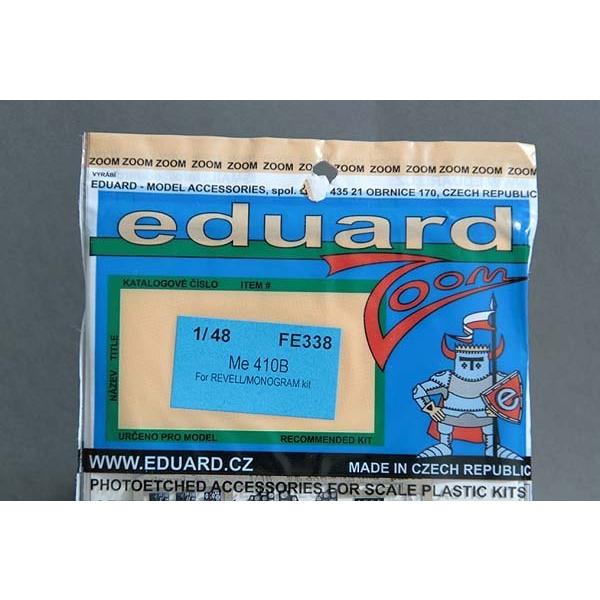 ZOOM ZOOM ZOOM ZOOM ZOOM ZOOM ZOOM ZOOM ZOOM ZOOM ZOOM ZOOM
VYRÁBÍ
EDUARD - MODEL ACCESSORIES, spol. 435 21 OBRNICE 170, CZECH REPUBLIC
eduard
Zoom
KATALOGOVÉ ČÍSLO ITEM #
NÁZEV TITLE
1/48 FE338
Me 410B
For REVELL/MONOGRAM kit
e
URČENO PRO MODEL RECOMMENDED KIT
WWW.EDUARD.CZ MADE IN CZECH REPUBLIC
PHOTOETCHED ACCESSORIES FOR SCALE PLASTIC KITS